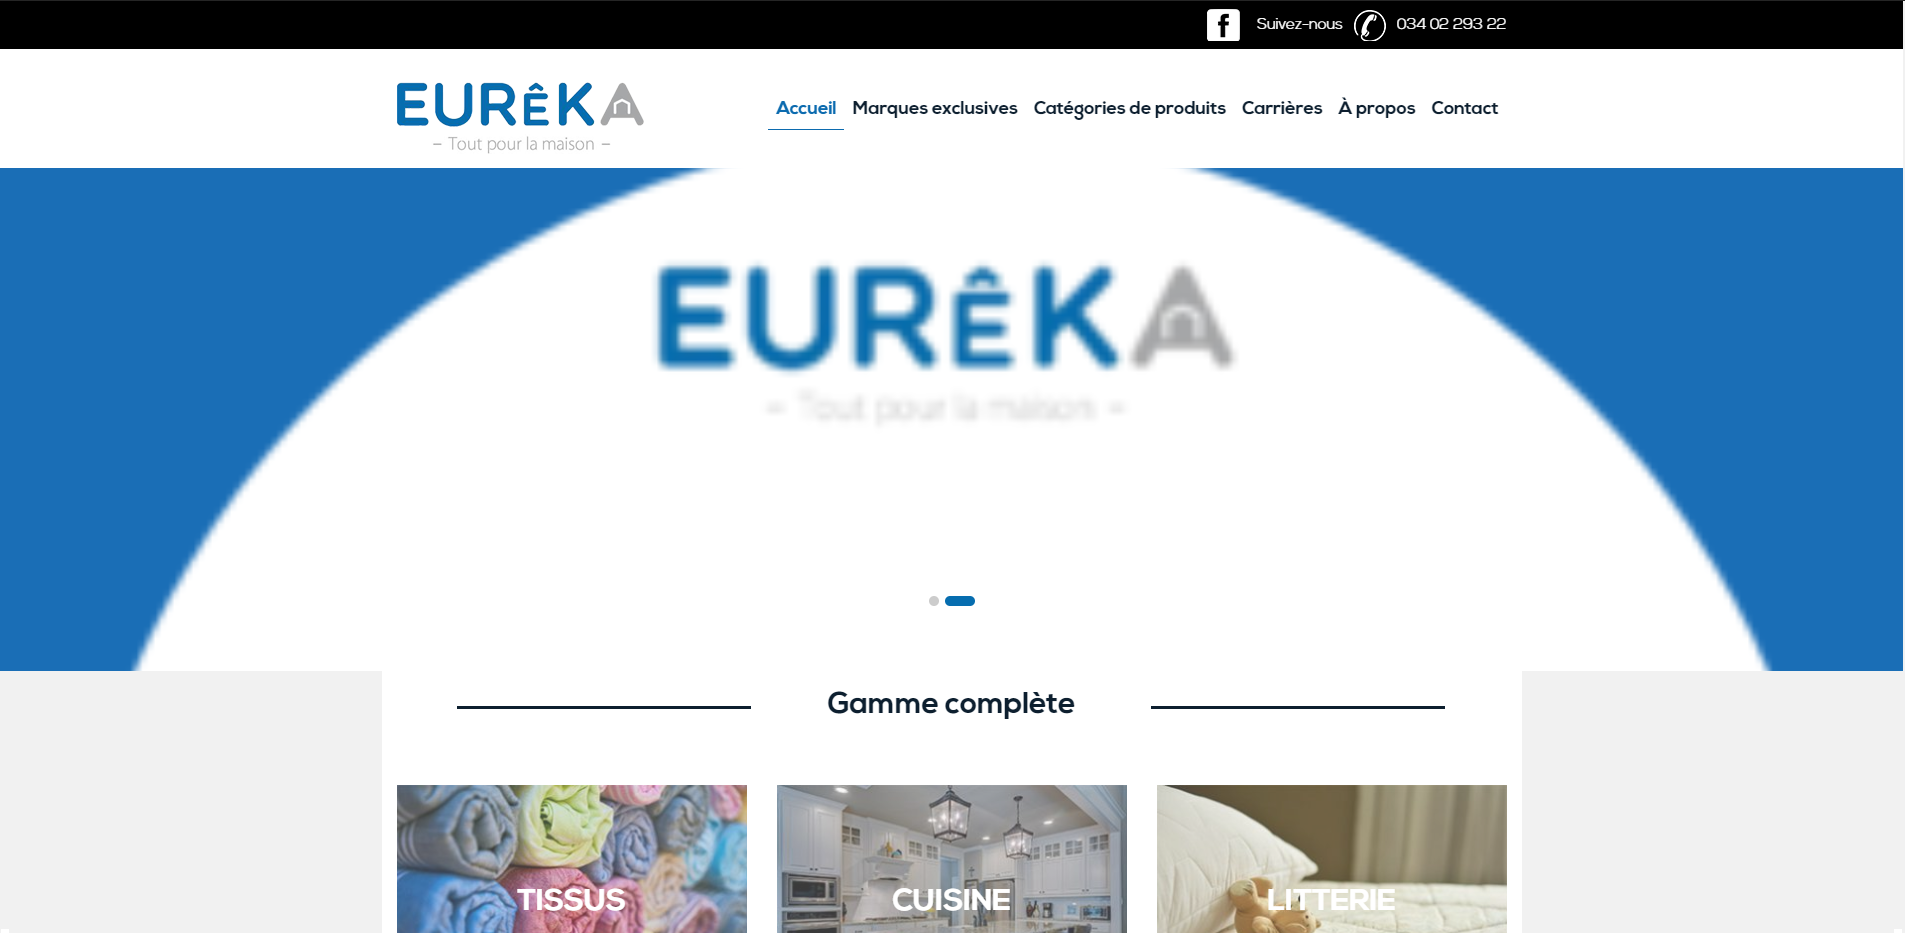 Suivez-nous 034 02 293 22
EURÊKA
- Tout pour la maison -
Accueil Marques exclusives Catégories de produits Carrières À propos Contact
EURÊKA
- Tout pour la maison -
Gamme complète
TISSUS CUISINE LITTERIE